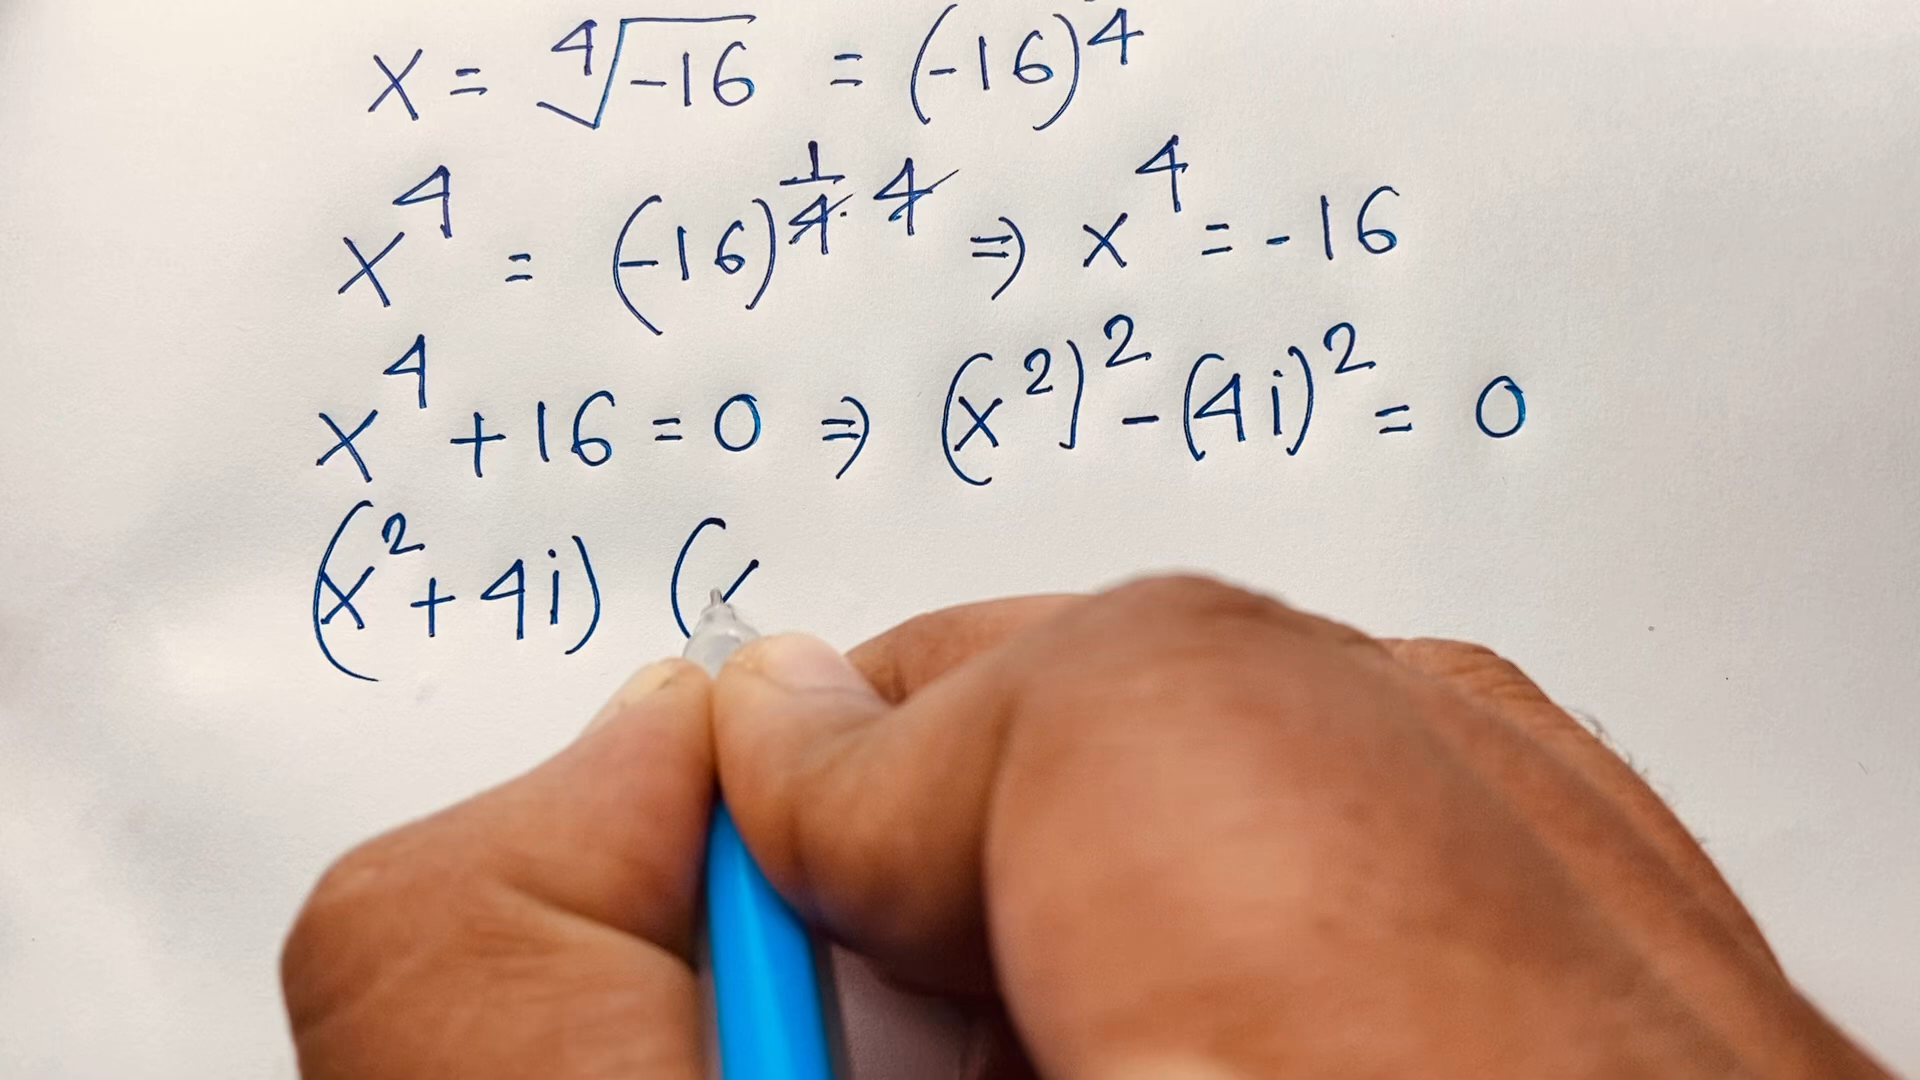 x = ∜-16 = (-16)^4
x^4 = (-16)^(1/4 · 4) ⇒ x^4 = -16
x^4 + 16 = 0 ⇒ (x^2)^2 - (4i)^2 = 0
(x^2 + 4i) (